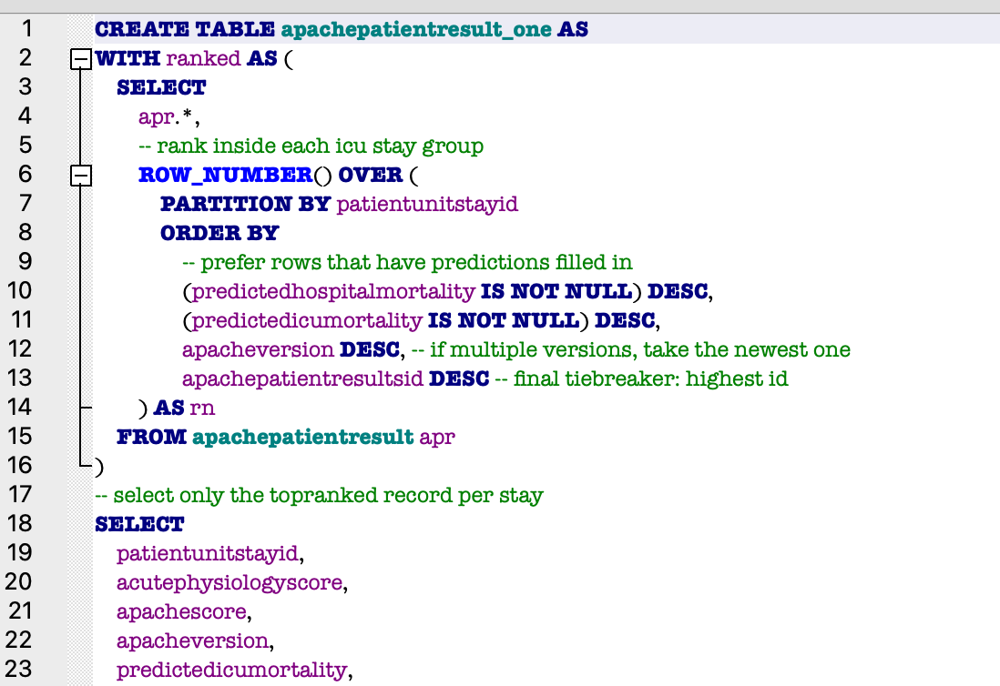 1 CREATE TABLE apachepatientresult_one AS
2 WITH ranked AS (
3 SELECT
4 apr.*,
5 -- rank inside each icu stay group
6 ROW_NUMBER() OVER (
7 PARTITION BY patientunitstayid
8 ORDER BY
9 -- prefer rows that have predictions filled in
10 (predictedhospitalmortality IS NOT NULL) DESC,
11 (predictedicumortality IS NOT NULL) DESC,
12 apacheversion DESC, -- if multiple versions, take the newest one
13 apachepatientresultsid DESC -- final tiebreaker: highest id
14 ) AS rn
15 FROM apachepatientresult apr
16 )
17 -- select only the topranked record per stay
18 SELECT
19 patientunitstayid,
20 acutephysiologyscore,
21 apachescore,
22 apacheversion,
23 predictedicumortality,